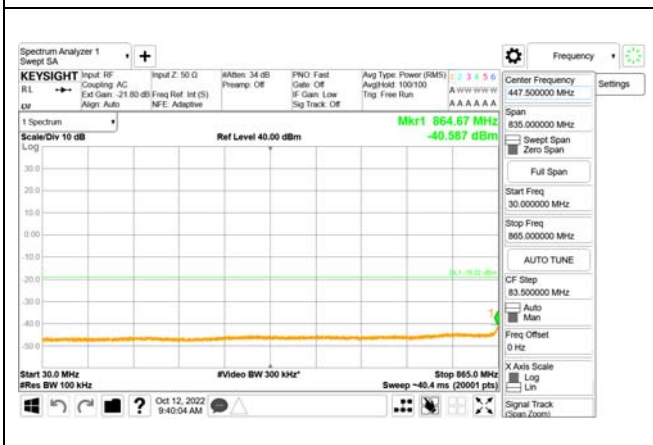 Spectrum Analyzer 1
Swept SA
+
Frequency
KEYSIGHT
Input: RF
Input Z: 50 Ω
#Atten: 34 dB
PNO: Fast
Avg Type: Power (RMS)
1 2 3 4 5 6
RL
Coupling: AC
Preamp: Off
Gate: Off
Avg|Hold: 100/100
A W W W W W
Ext Gain: -21.80 dB
Freq Ref: Int (S)
IF Gain: Low
Trig: Free Run
Align: Auto
NFE: Adaptive
Sig Track: Off
A A A A A A
1 Spectrum
Mkr1 864.67 MHz
Scale/Div 10 dB
Ref Level 40.00 dBm
-40.587 dBm
Log
30.0
20.0
10.0
0.00
-10.0
-20.0
-30.0
-40.0
-50.0
1
Start 30.0 MHz
#Video BW 300 kHz*
Stop 865.0 MHz
#Res BW 100 kHz
Sweep ~40.4 ms (20001 pts)
?
Oct 12, 2022
9:40:04 AM
Center Frequency
447.500000 MHz
Settings
Span
835.000000 MHz
Swept Span
Zero Span
Full Span
Start Freq
30.000000 MHz
Stop Freq
865.000000 MHz
AUTO TUNE
CF Step
83.500000 MHz
Auto
Man
Freq Offset
0 Hz
X Axis Scale
Log
Lin
Signal Track
(Span Zoom)